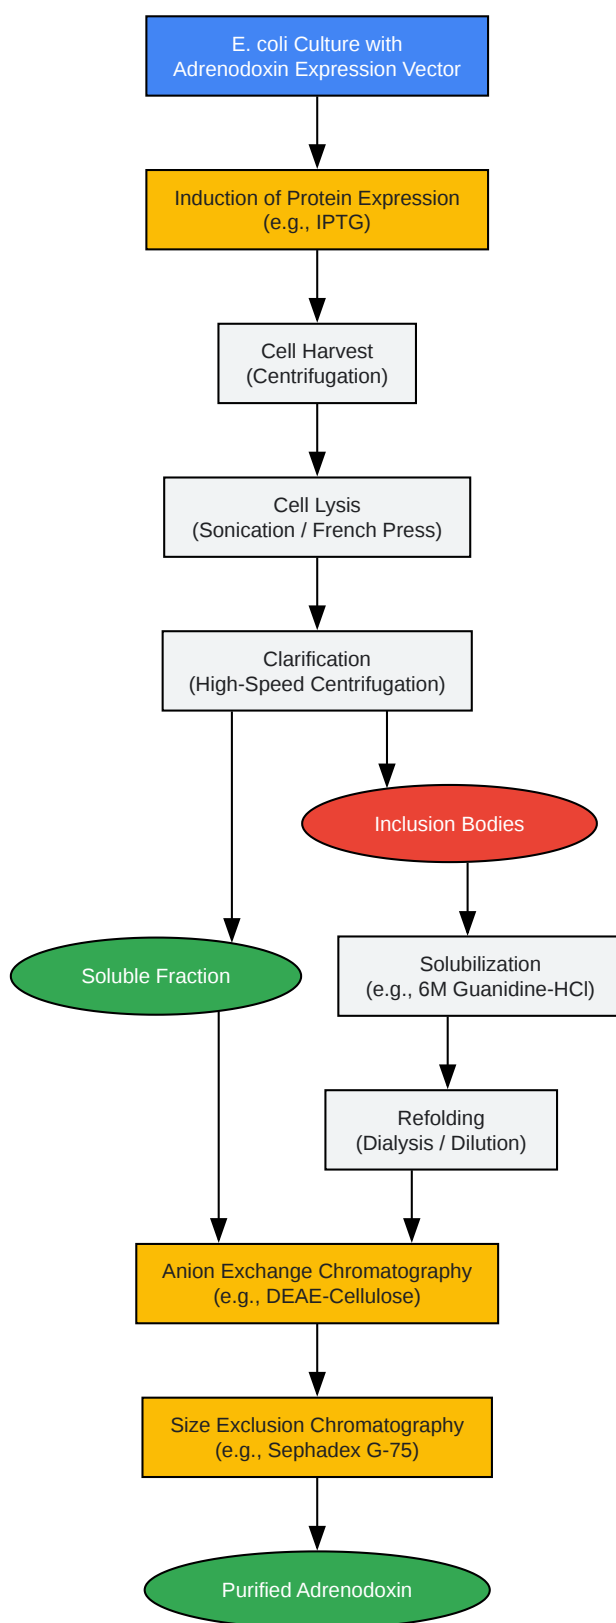 E. coli Culture with
Adrenodoxin Expression Vector
Induction of Protein Expression
(e.g., IPTG)
Cell Harvest
(Centrifugation)
Cell Lysis
(Sonication / French Press)
Clarification
(High-Speed Centrifugation)
Inclusion Bodies
Soluble Fraction
Solubilization
(e.g., 6M Guanidine-HCl)
Refolding
(Dialysis / Dilution)
Anion Exchange Chromatography
(e.g., DEAE-Cellulose)
Size Exclusion Chromatography
(e.g., Sephadex G-75)
Purified Adrenodoxin